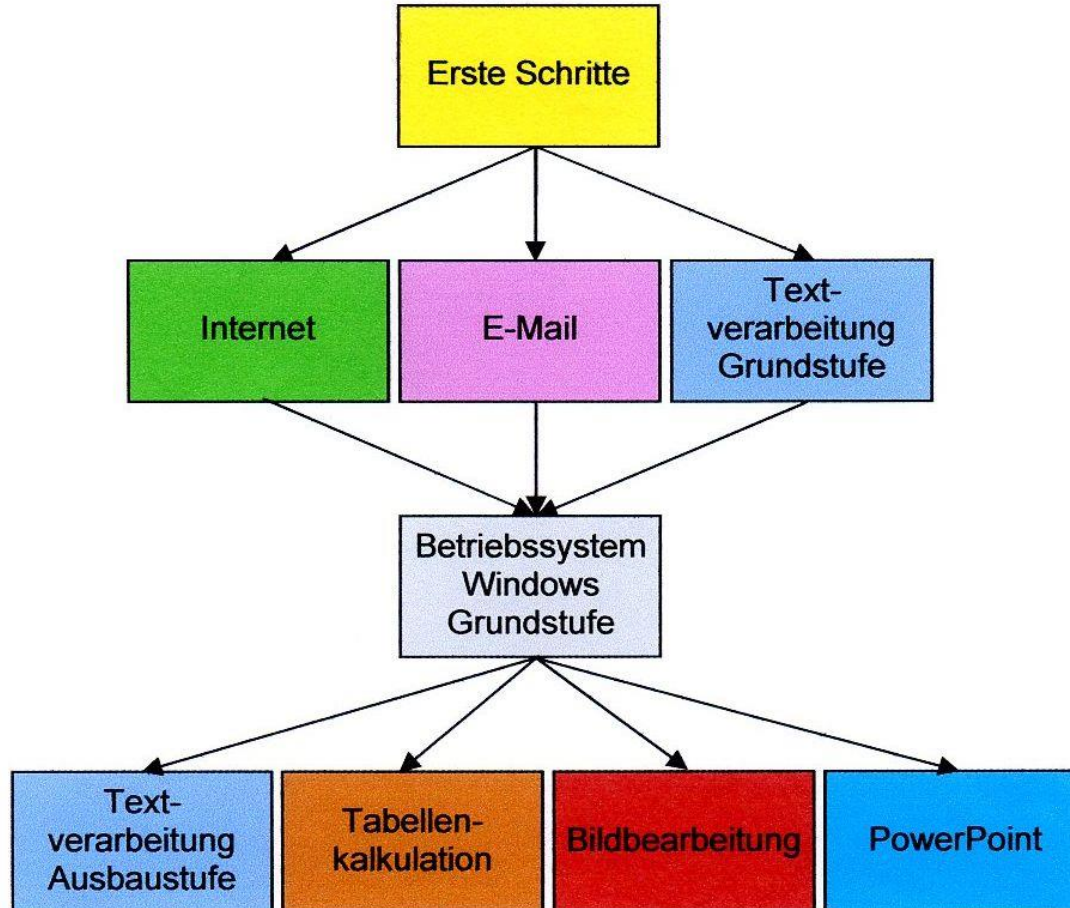 Erste Schritte
Internet
E-Mail
Text-
verarbeitung
Grundstufe
Betriebssystem
Windows
Grundstufe
Text-
verarbeitung
Ausbaustufe
Tabellen-
kalkulation
Bildbearbeitung
PowerPoint